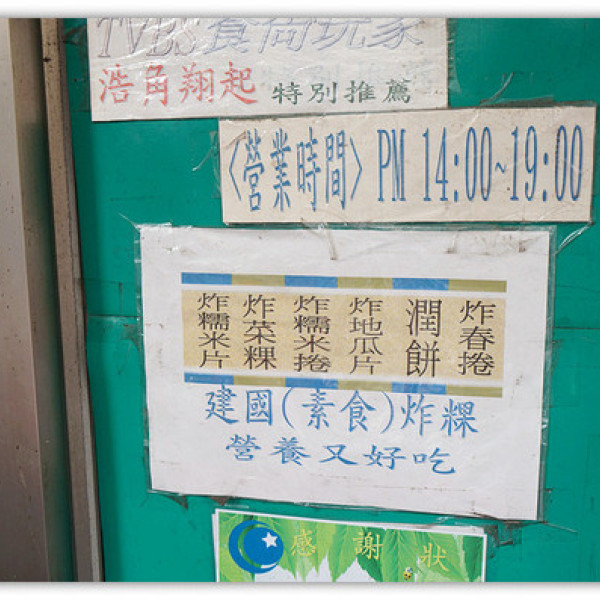 TVBS食尚玩家
浩角翔起 特別推薦
<營業時間> PM 14:00~19:00
炸春捲
潤餅
炸地瓜片
炸糯米捲
炸菜粿
炸糯米片
建國(素食)炸粿
營養又好吃
感謝狀